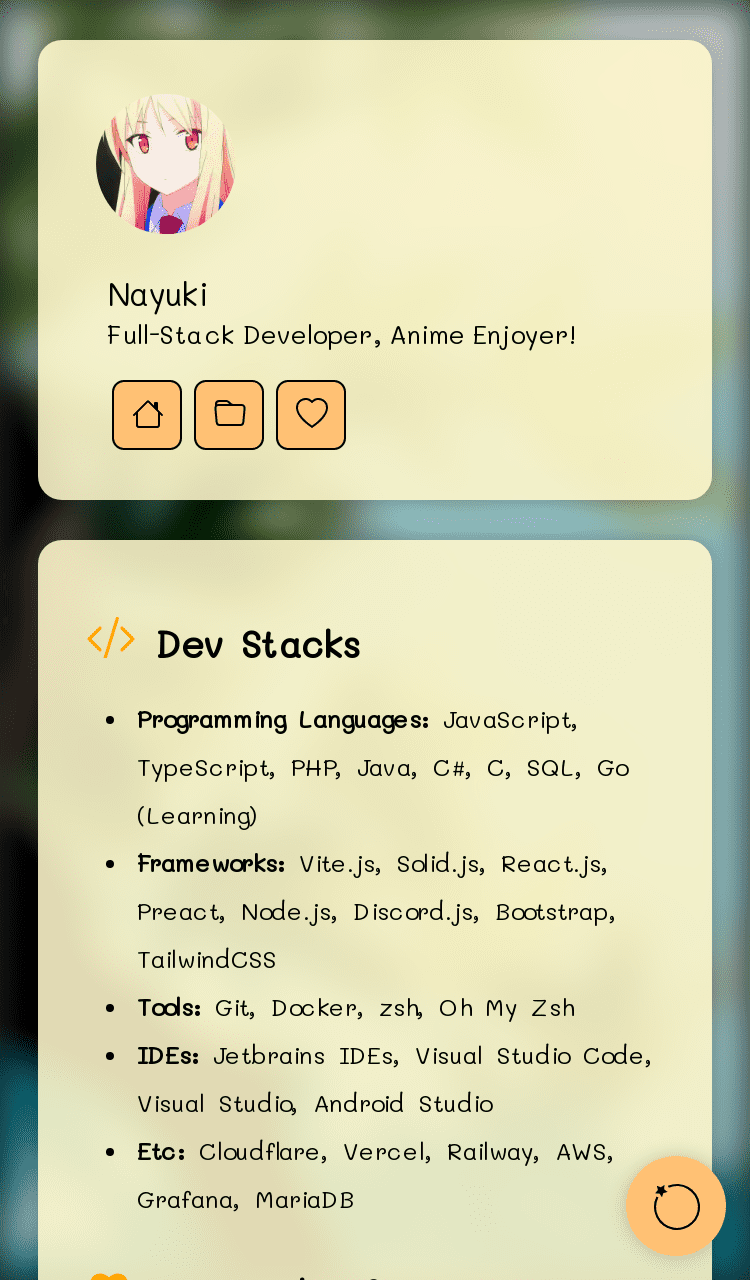 Nayuki
Full-Stack Developer, Anime Enjoyer!
Dev Stacks
Programming Languages: JavaScript,
TypeScript, PHP, Java, C#, C, SQL, Go
(Learning)
Frameworks: Vite.js, Solid.js, React.js,
Preact, Node.js, Discord.js, Bootstrap,
TailwindCSS
Tools: Git, Docker, zsh, Oh My Zsh
IDEs: Jetbrains IDEs, Visual Studio Code,
Visual Studio, Android Studio
Etc: Cloudflare, Vercel, Railway, AWS,
Grafana, MariaDB